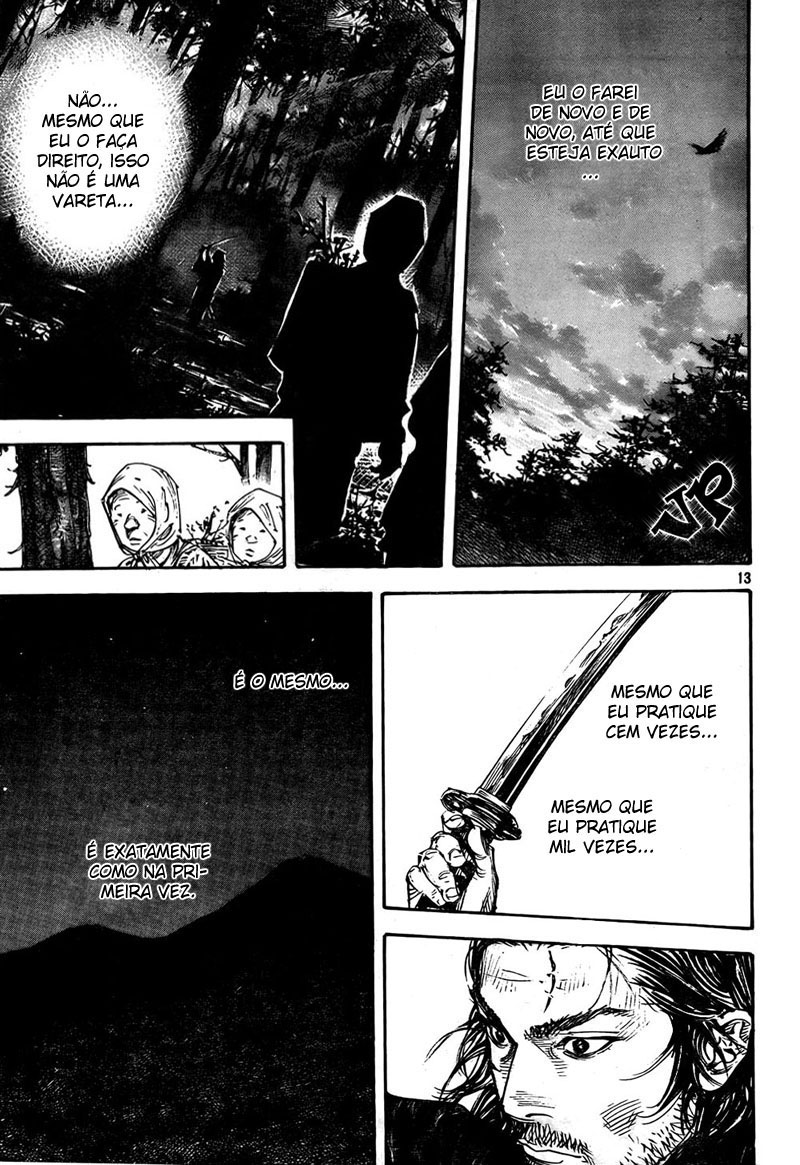 EU O FAREI
DE NOVO E DE
NOVO, ATÉ QUE
ESTEJA EXAUTO
...
VP
NÃO...
MESMO QUE
EU O FAÇA
DIREITO, ISSO
NÃO É UMA
VARETA...
13
MESMO QUE
EU PRATIQUE
CEM VEZES...
MESMO QUE
EU PRATIQUE
MIL VEZES...
É O MESMO...
É EXATAMENTE
COMO NA PRI-
MEIRA VEZ.